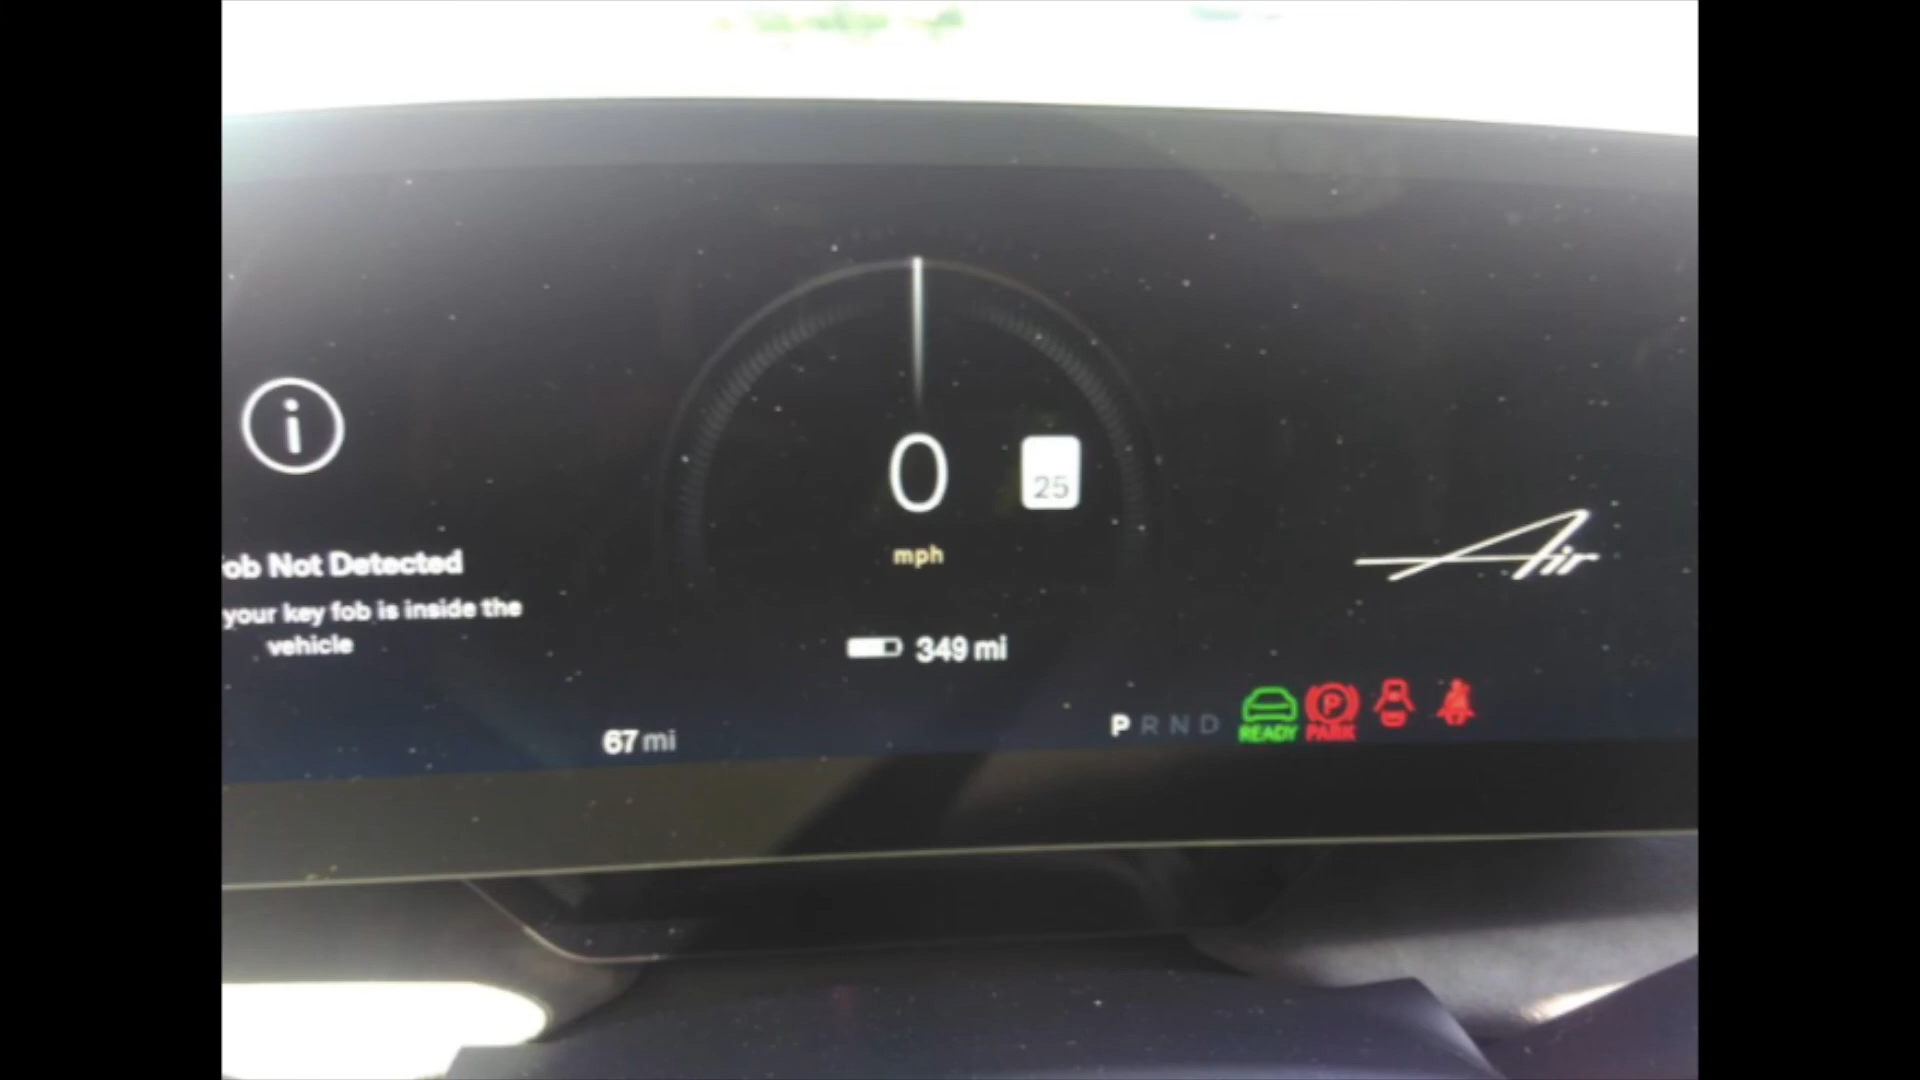 0
25
mph
ob Not Detected
your key fob is inside the
vehicle
Air
349 mi
67 mi
P R N D
READY
P
PARK